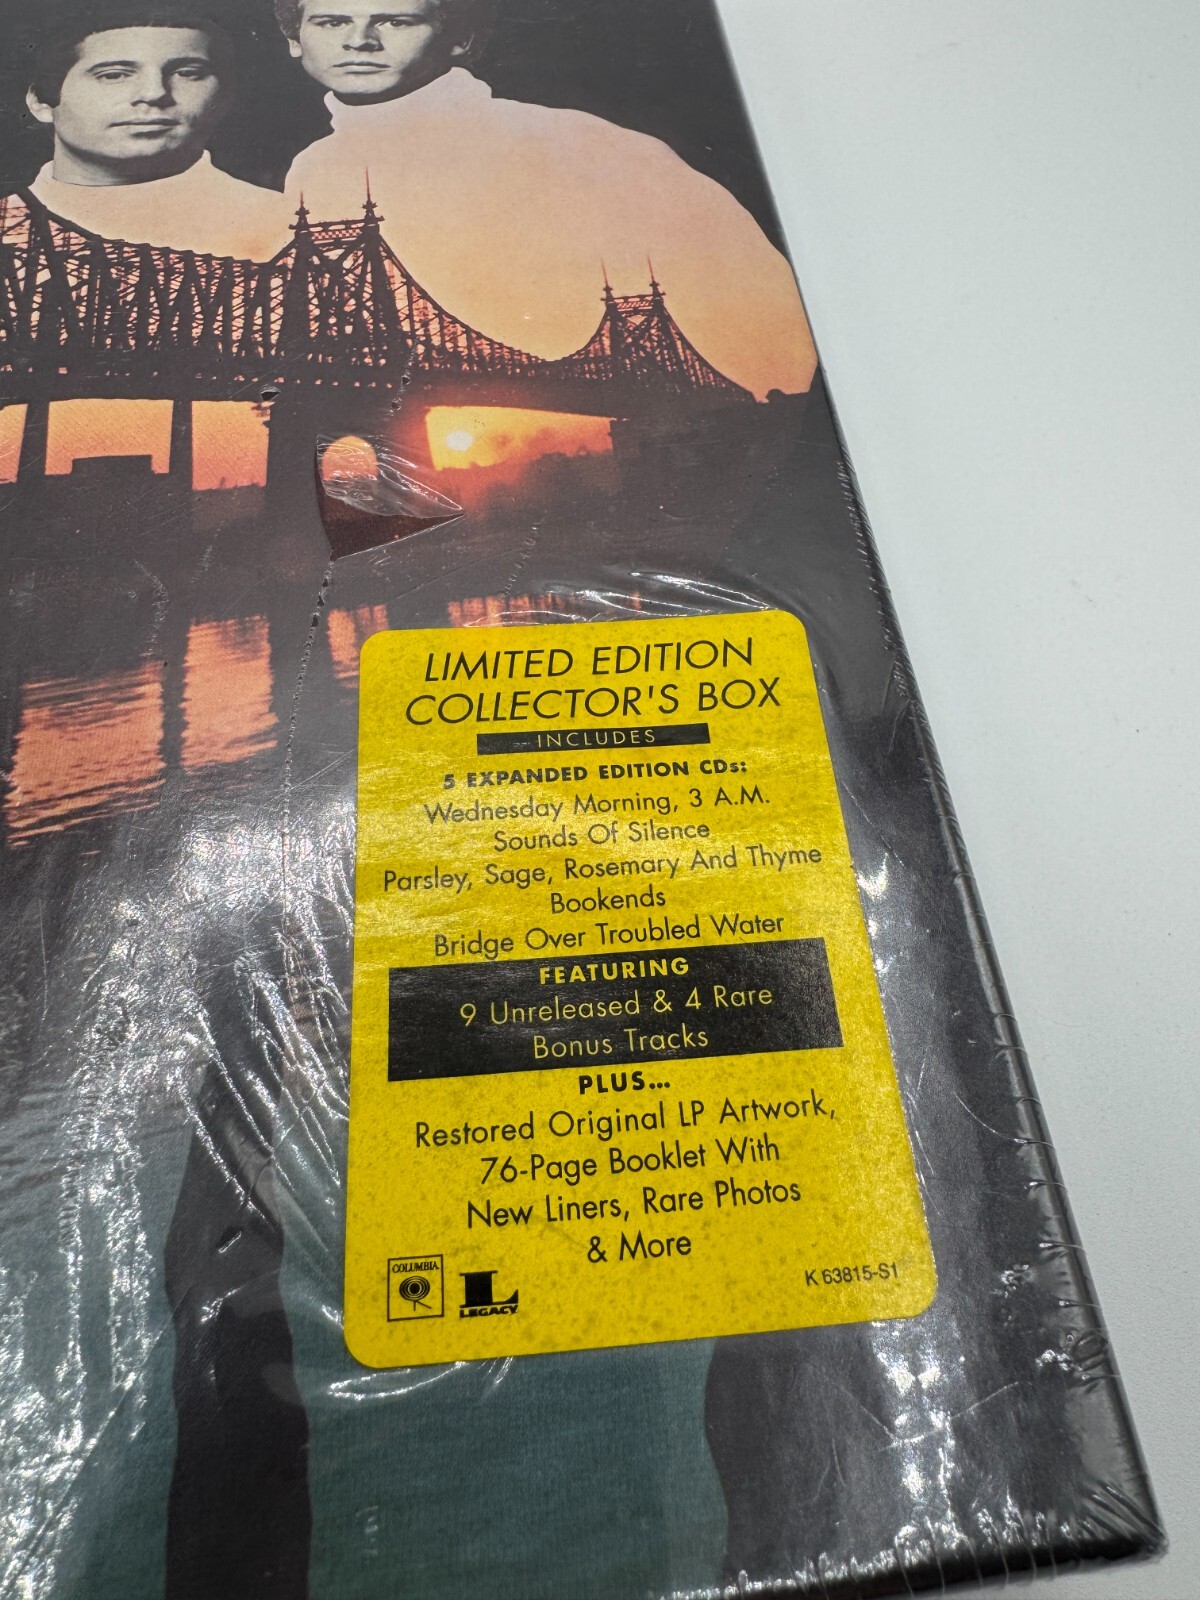 LIMITED EDITION
COLLECTOR'S BOX
INCLUDES
5 EXPANDED EDITION CDs:
Wednesday Morning, 3 A.M.
Sounds Of Silence
Parsley, Sage, Rosemary And Thyme
Bookends
Bridge Over Troubled Water
FEATURING
9 Unreleased & 4 Rare
Bonus Tracks
PLUS...
Restored Original LP Artwork,
76-Page Booklet With
New Liners, Rare Photos
& More
COLUMBIA
L
LEGACY
K 63815-S1